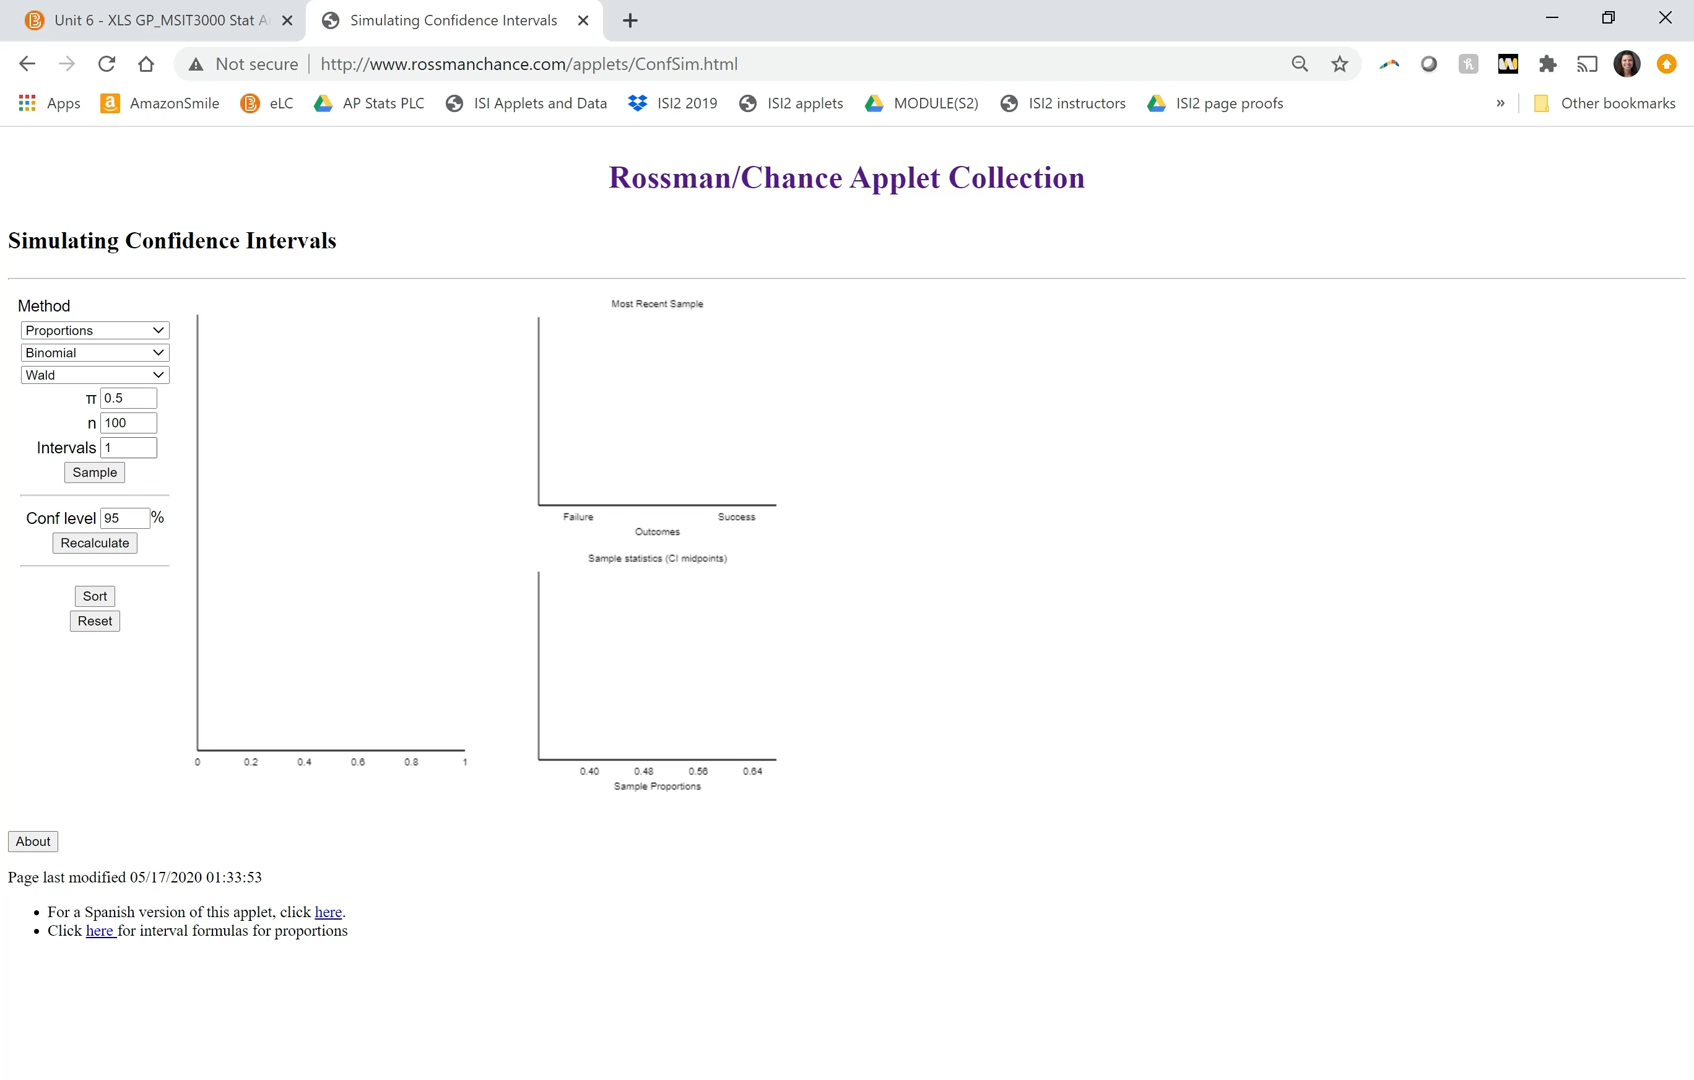 Unit 6 - XLS GP_MSIT3000 Stat A
Simulating Confidence Intervals
Not secure
http://www.rossmanchance.com/applets/ConfSim.html
Apps
AmazonSmile
eLC
AP Stats PLC
ISI Applets and Data
ISI2 2019
ISI2 applets
MODULE(S2)
ISI2 instructors
ISI2 page proofs
»
Other bookmarks
Rossman/Chance Applet Collection
Simulating Confidence Intervals
Method
Proportions
Binomial
Wald
π 0.5
n 100
Intervals 1
Sample
Conf level 95 %
Recalculate
Sort
Reset
0 0.2 0.4 0.6 0.8 1
Most Recent Sample
Failure Success
Outcomes
Sample statistics (CI midpoints)
0.40 0.48 0.56 0.64
Sample Proportions
About
Page last modified 05/17/2020 01:33:53
• For a Spanish version of this applet, click here.
• Click here for interval formulas for proportions